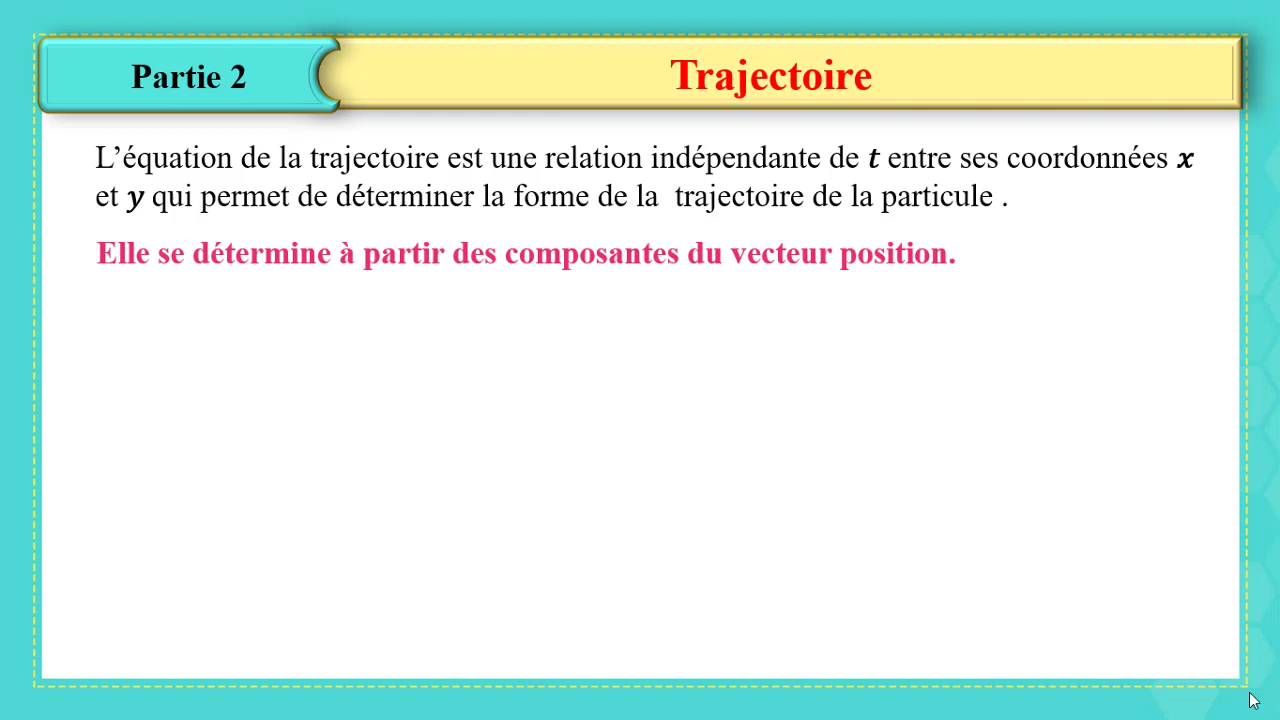 Partie 2
Trajectoire
L’équation de la trajectoire est une relation indépendante de t entre ses coordonnées x
et y qui permet de déterminer la forme de la  trajectoire de la particule .
Elle se détermine à partir des composantes du vecteur position.